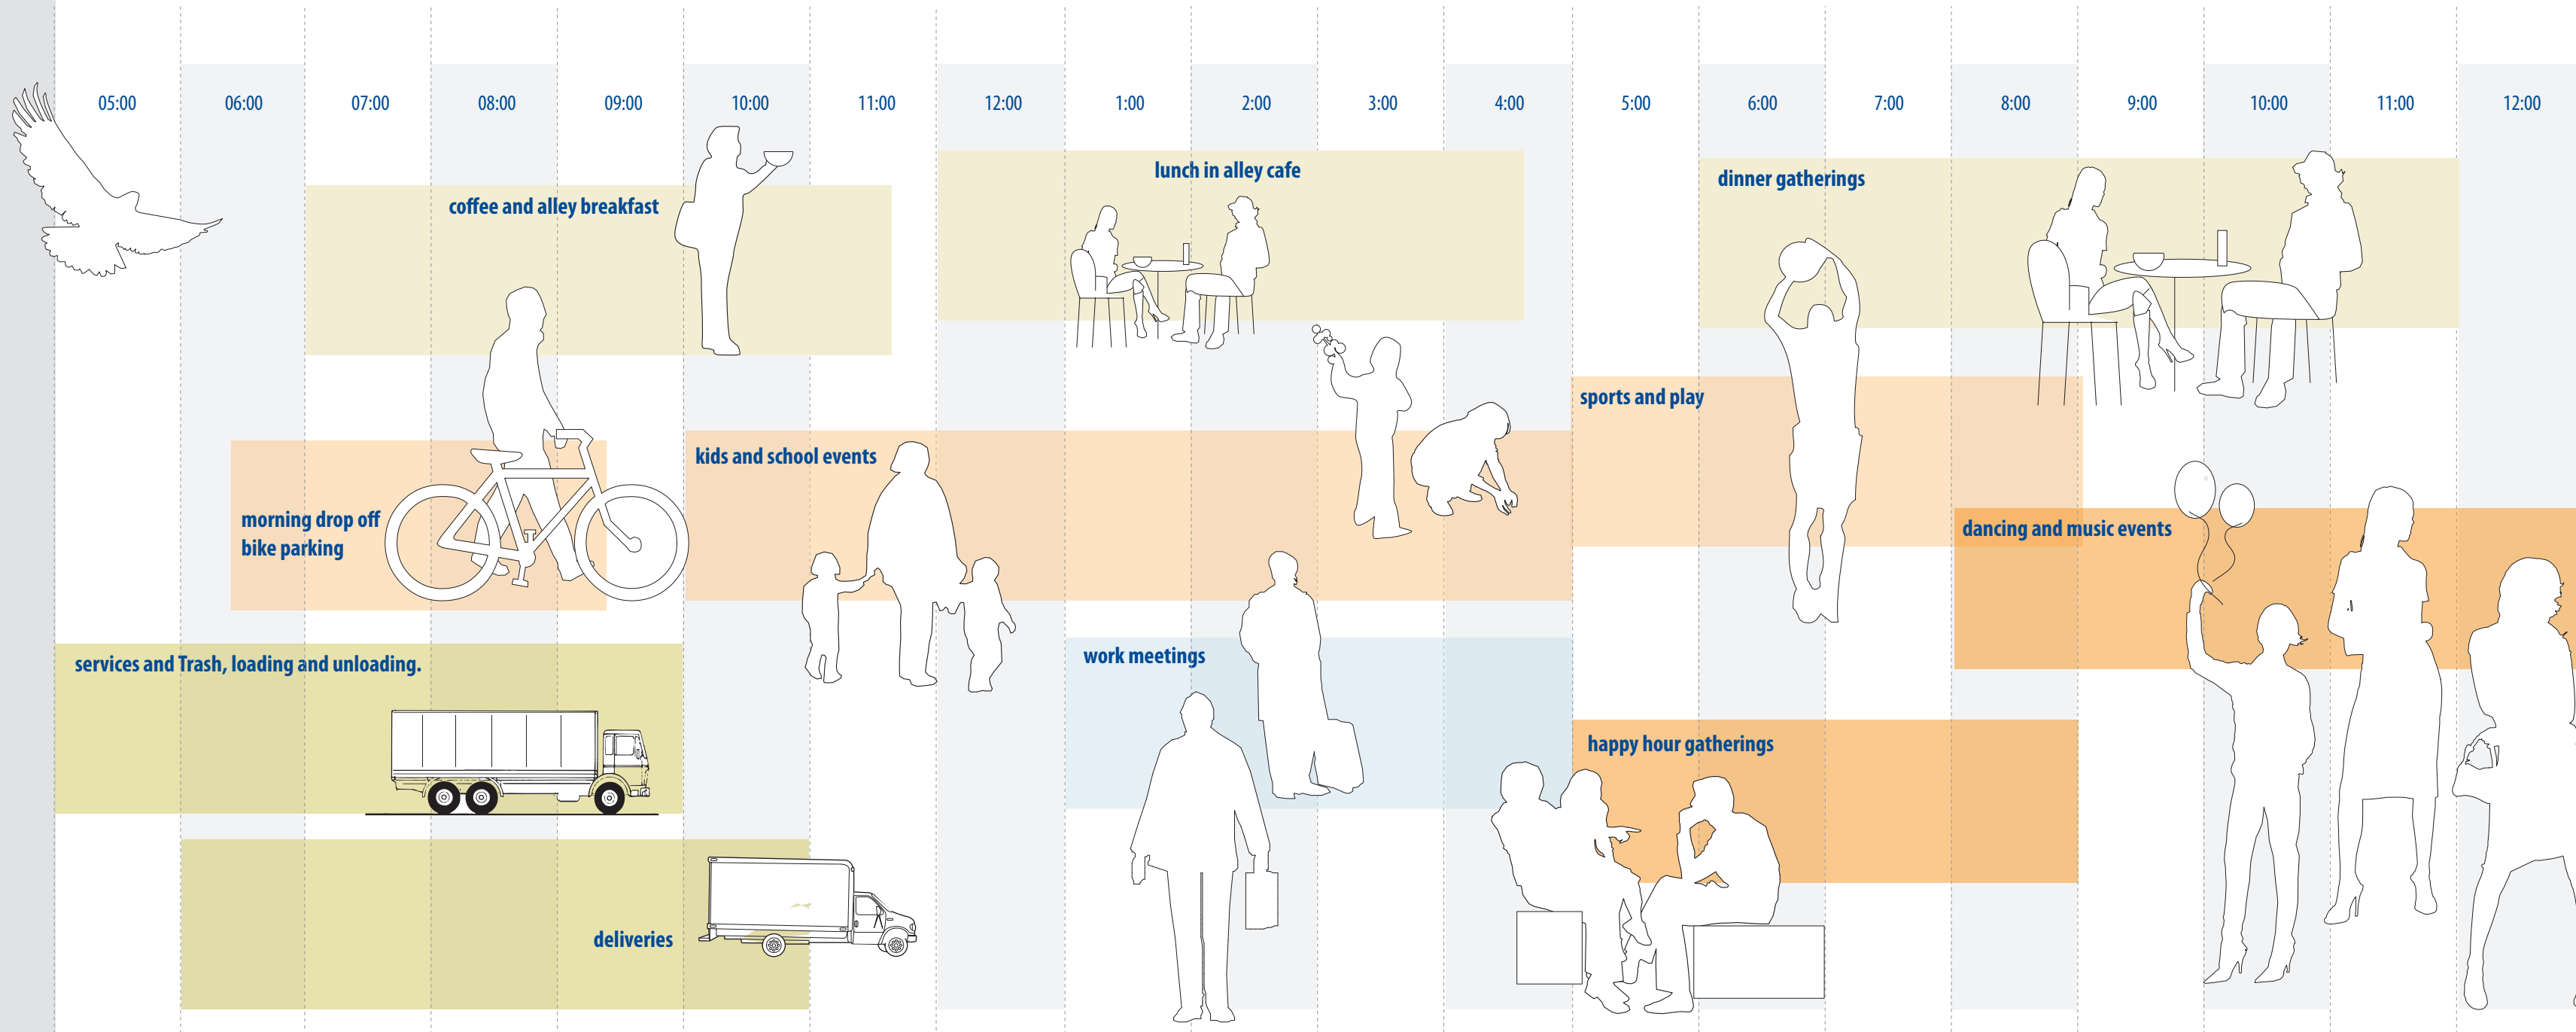 05:00 06:00 07:00 08:00 09:00 10:00 11:00 12:00 1:00 2:00 3:00 4:00 5:00 6:00 7:00 8:00 9:00 10:00 11:00 12:00
coffee and alley breakfast
lunch in alley cafe
dinner gatherings
sports and play
kids and school events
morning drop off
bike parking
dancing and music events
services and Trash, loading and unloading.
work meetings
happy hour gatherings
deliveries